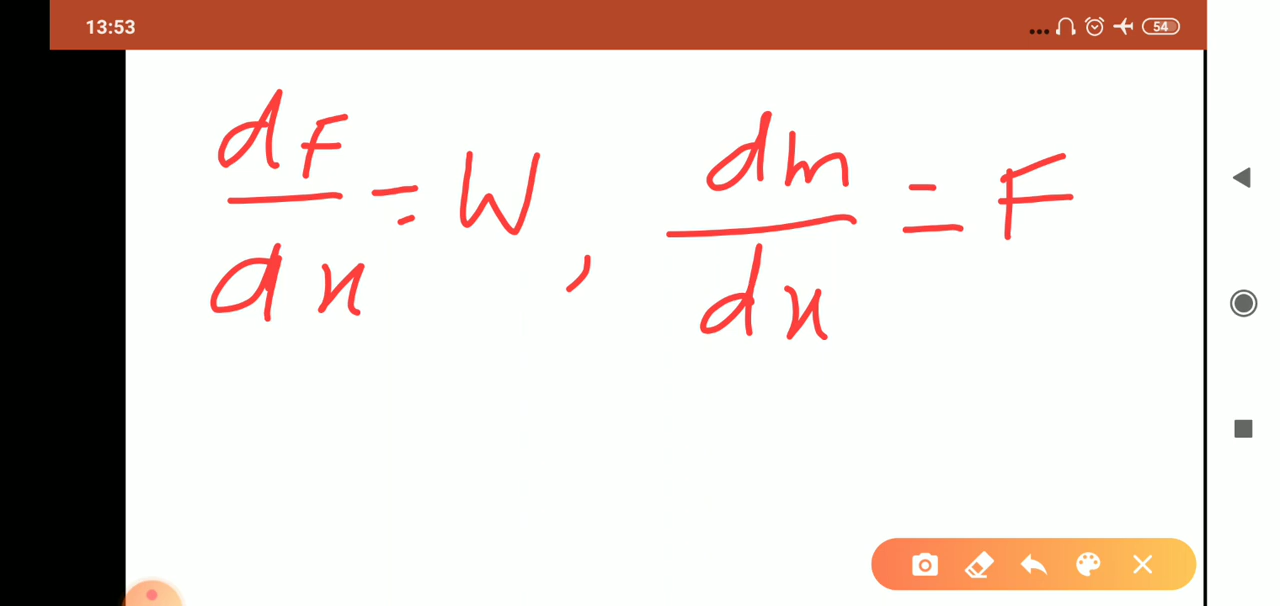 13:53
54
dF/dx = W, dm/dx = F